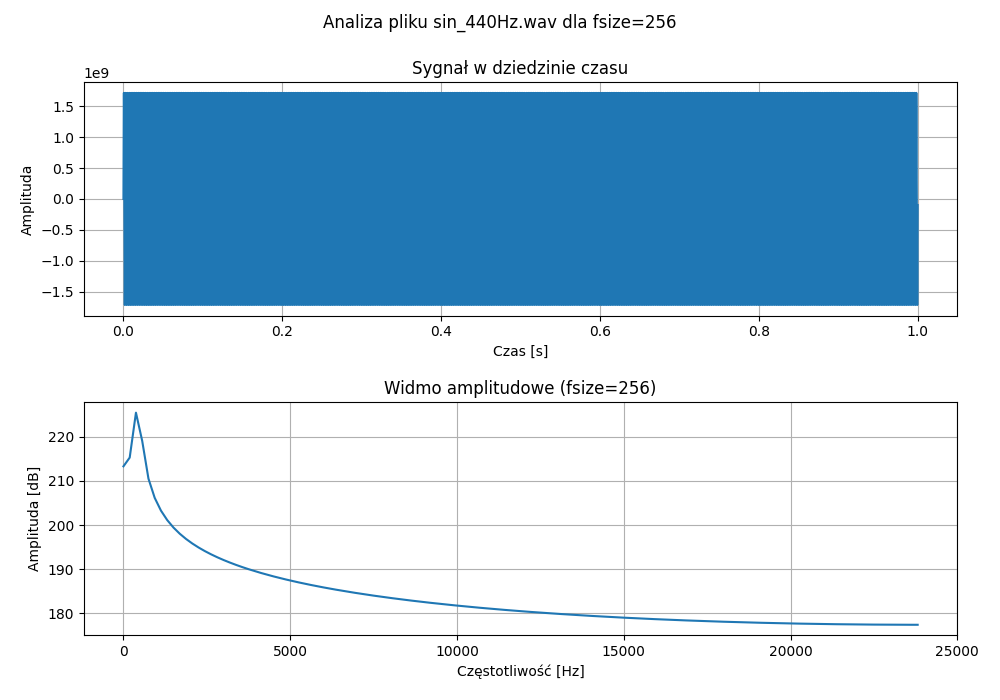 Analiza pliku sin_440Hz.wav dla fsize=256
Sygnał w dziedzinie czasu
1e9
1.5
1.0
0.5
0.0
−0.5
−1.0
−1.5
Amplituda
0.0 0.2 0.4 0.6 0.8 1.0
Czas [s]
Widmo amplitudowe (fsize=256)
220
210
200
190
180
Amplituda [dB]
0 5000 10000 15000 20000 25000
Częstotliwość [Hz]